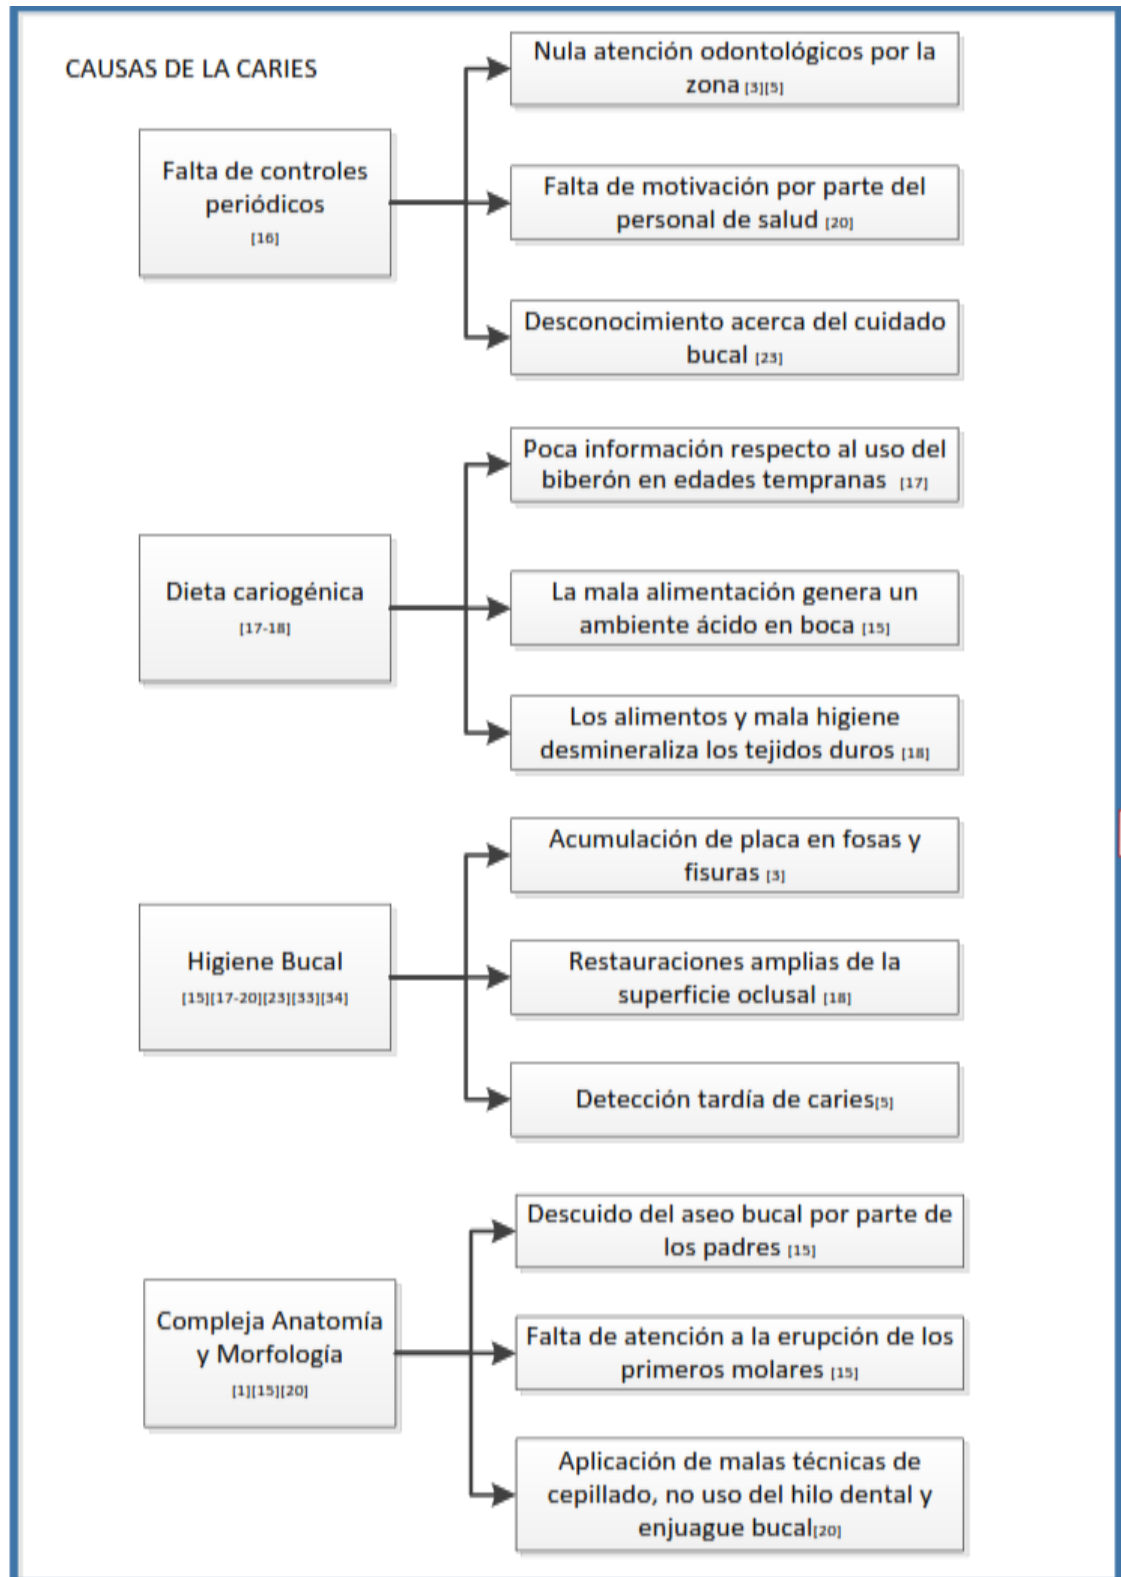 CAUSAS DE LA CARIES
Falta de controles
periódicos
[16]
Nula atención odontológicos por la
zona [3][5]
Falta de motivación por parte del
personal de salud [20]
Desconocimiento acerca del cuidado
bucal [23]
Dieta cariogénica
[17-18]
Poca información respecto al uso del
biberón en edades tempranas [17]
La mala alimentación genera un
ambiente ácido en boca [15]
Los alimentos y mala higiene
desmineraliza los tejidos duros [18]
Higiene Bucal
[15][17-20][23][33][34]
Acumulación de placa en fosas y
fisuras [3]
Restauraciones amplias de la
superficie oclusal [18]
Detección tardía de caries[5]
Compleja Anatomía
y Morfología
[1][15][20]
Descuido del aseo bucal por parte de
los padres [15]
Falta de atención a la erupción de los
primeros molares [15]
Aplicación de malas técnicas de
cepillado, no uso del hilo dental y
enjuague bucal[20]